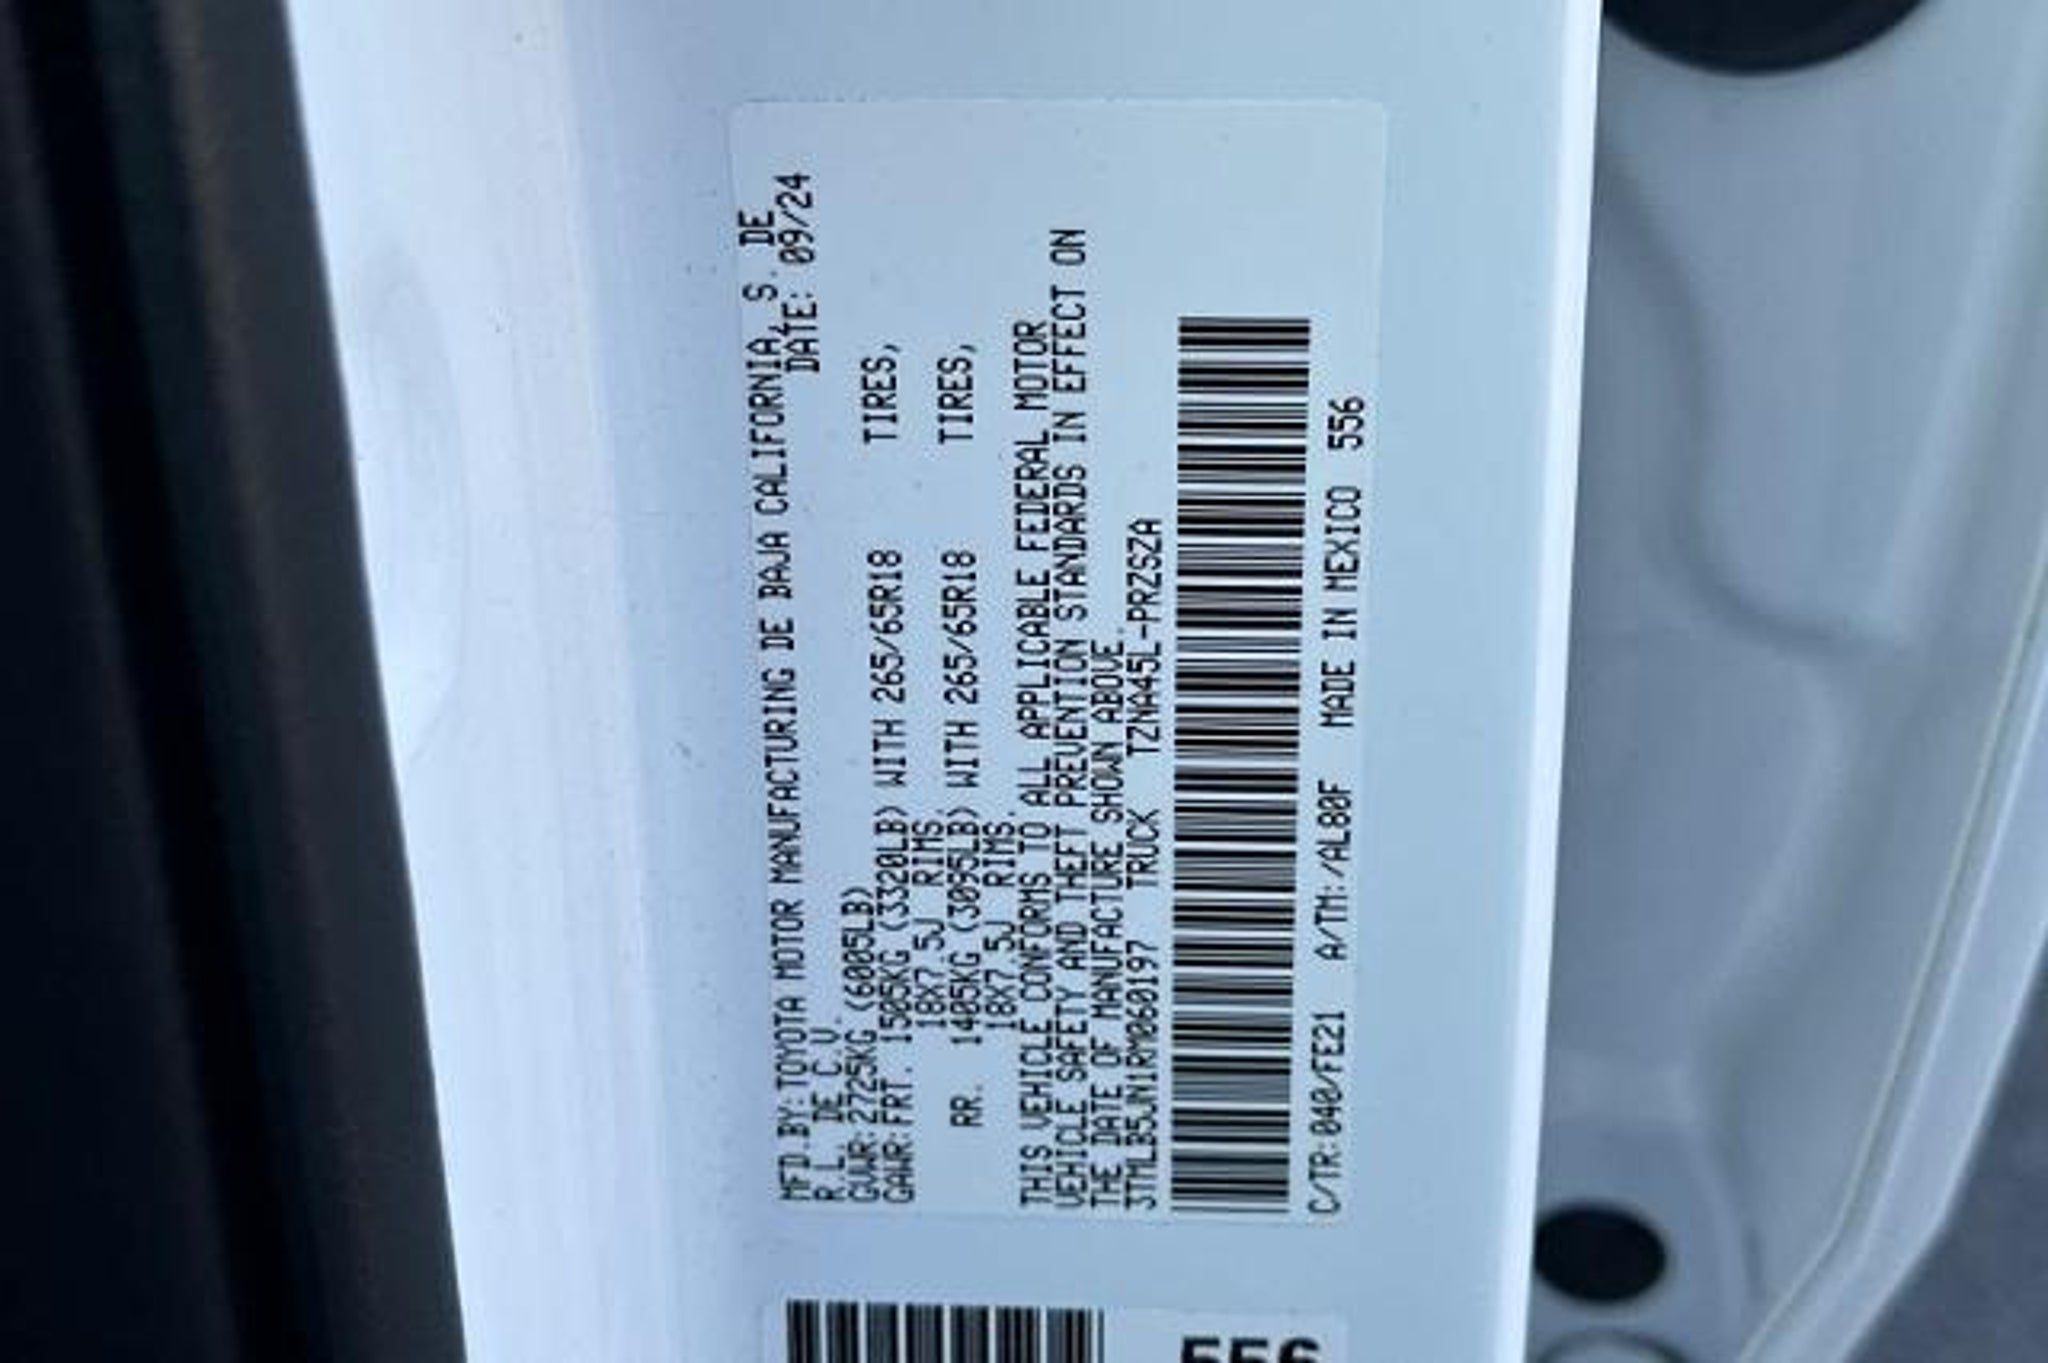 MFD.BY:TOYOTA MOTOR MANUFACTURING DE BAJA CALIFORNIA, S. DE
R.L. DE C.V. DATE: 09/24
GVWR:2725KG (6005LB)
GAWR:FRT. 1505KG (3320LB) WITH 265/65R18 TIRES,
18X7.5J RIMS,
RR. 1405KG (3095LB) WITH 265/65R18 TIRES,
18X7.5J RIMS.
THIS VEHICLE CONFORMS TO ALL APPLICABLE FEDERAL MOTOR
VEHICLE SAFETY AND THEFT PREVENTION STANDARDS IN EFFECT ON
THE DATE OF MANUFACTURE SHOWN ABOVE.
3TMLB5JN1RM060197 TRUCK TZNA45L-PRZSZA
C/TR:040/FE21 A/TM:/AL80F MADE IN MEXICO 556
556